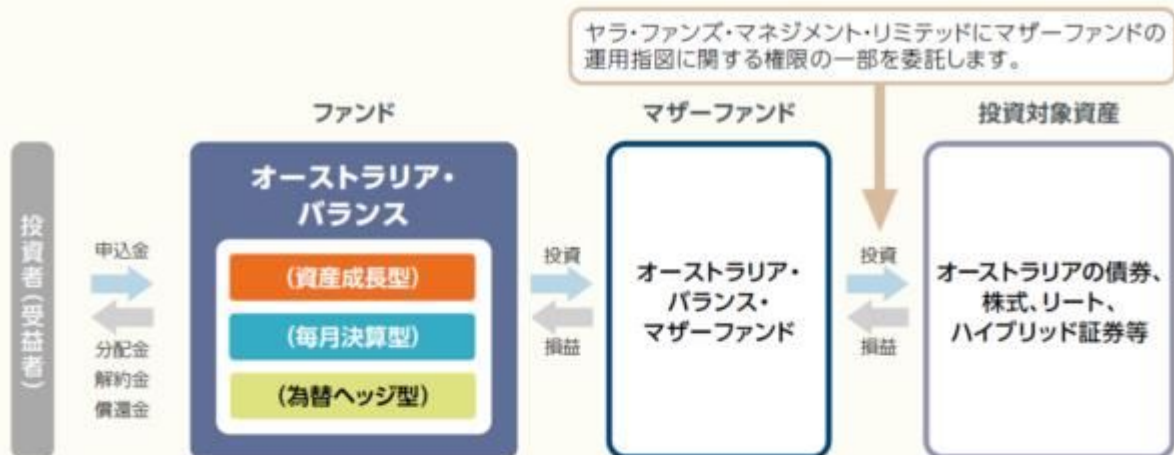 ヤラ・ファンズ・マネジメント・リミテッドにマザーファンドの
運用指図に関する権限の一部を委託します。
ファンド
マザーファンド
投資対象資産
投資者(受益者)
申込金
分配金
解約金
償還金
オーストラリア・
バランス
(資産成長型)
(毎月決算型)
(為替ヘッジ型)
投資
損益
オーストラリア・
バランス・
マザーファンド
投資
損益
オーストラリアの債券、
株式、リート、
ハイブリッド証券等